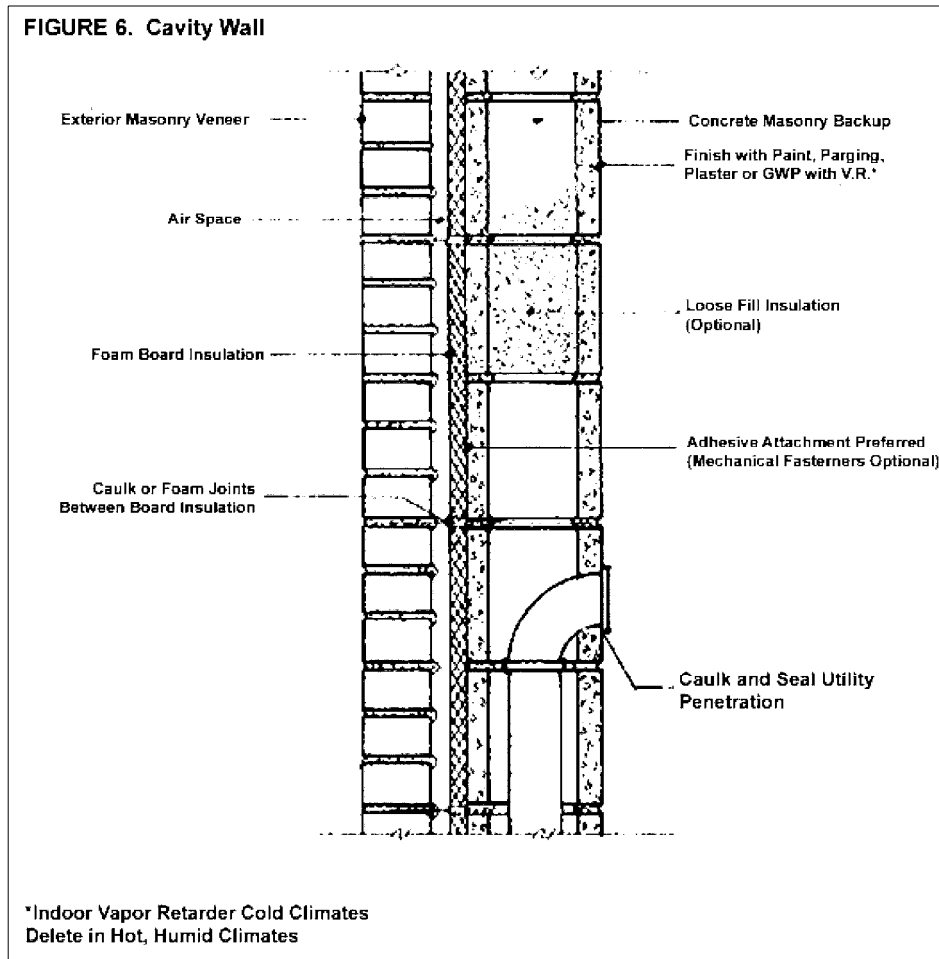 FIGURE 6. Cavity Wall
Exterior Masonry Veneer
Air Space
Foam Board Insulation
Caulk or Foam Joints
Between Board Insulation
Concrete Masonry Backup
Finish with Paint, Parging,
Plaster or GWP with V.R.*
Loose Fill Insulation
(Optional)
Adhesive Attachment Preferred
(Mechanical Fasterners Optional)
Caulk and Seal Utility
Penetration
*Indoor Vapor Retarder Cold Climates
Delete in Hot, Humid Climates